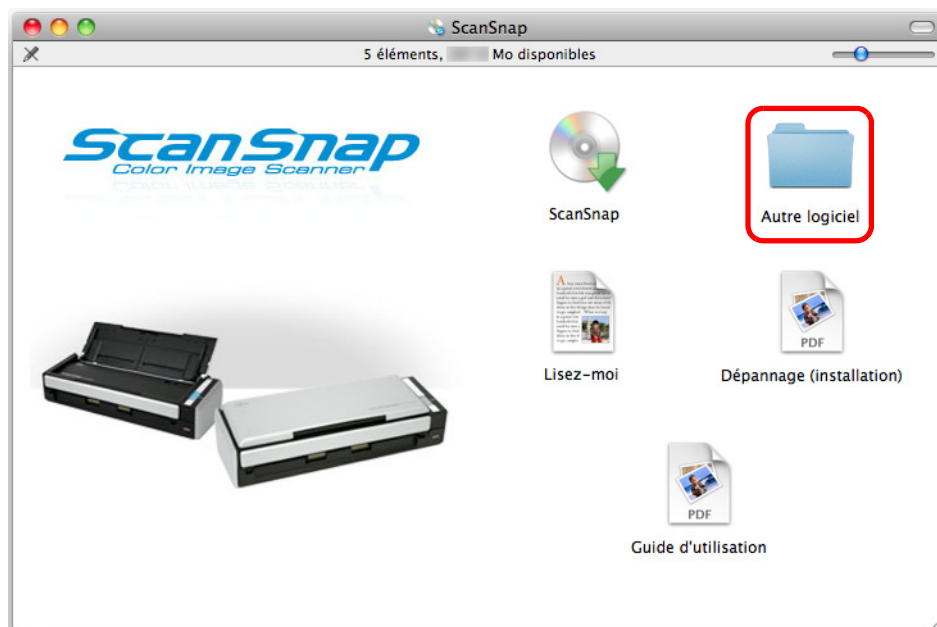 ScanSnap
5 éléments, Mo disponibles
ScanSnap
Color Image Scanner
ScanSnap
Autre logiciel
Lisez-moi
PDF
Dépannage (installation)
PDF
Guide d'utilisation